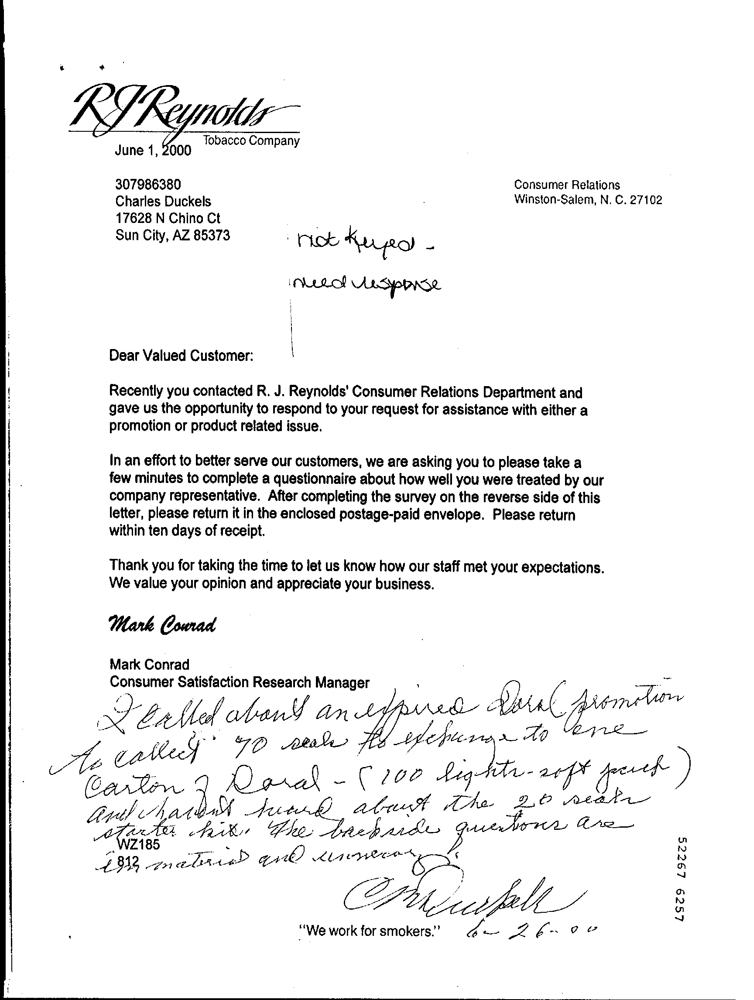 RJReynolds
Tobacco Company
June 1, 2000
307986380
Charles Duckels
17628 N Chino Ct
Sun City, AZ 85373
Consumer Relations
Winston-Salem, N. C. 27102
not keyed -
need response
Dear Valued Customer:
Recently you contacted R. J. Reynolds' Consumer Relations Department and
gave us the opportunity to respond to your request for assistance with either a
promotion or product related issue.
In an effort to better serve our customers, we are asking you to please take a
few minutes to complete a questionnaire about how well you were treated by our
company representative. After completing the survey on the reverse side of this
letter, please return it in the enclosed postage-paid envelope. Please return
within ten days of receipt.
Thank you for taking the time to let us know how our staff met your expectations.
We value your opinion and appreciate your business.
Mark Conrad
Mark Conrad
Consumer Satisfaction Research Manager
I called about an expired Doral promotion
to collect 70 seals to exchange to one
Carton of Doral - (100 lights-soft pack)
and haven't heard about the 20 seals
starter kit. The backside questions are
WZ185
812
immaterial and
"We work for smokers."
6-26-00
52267 6257